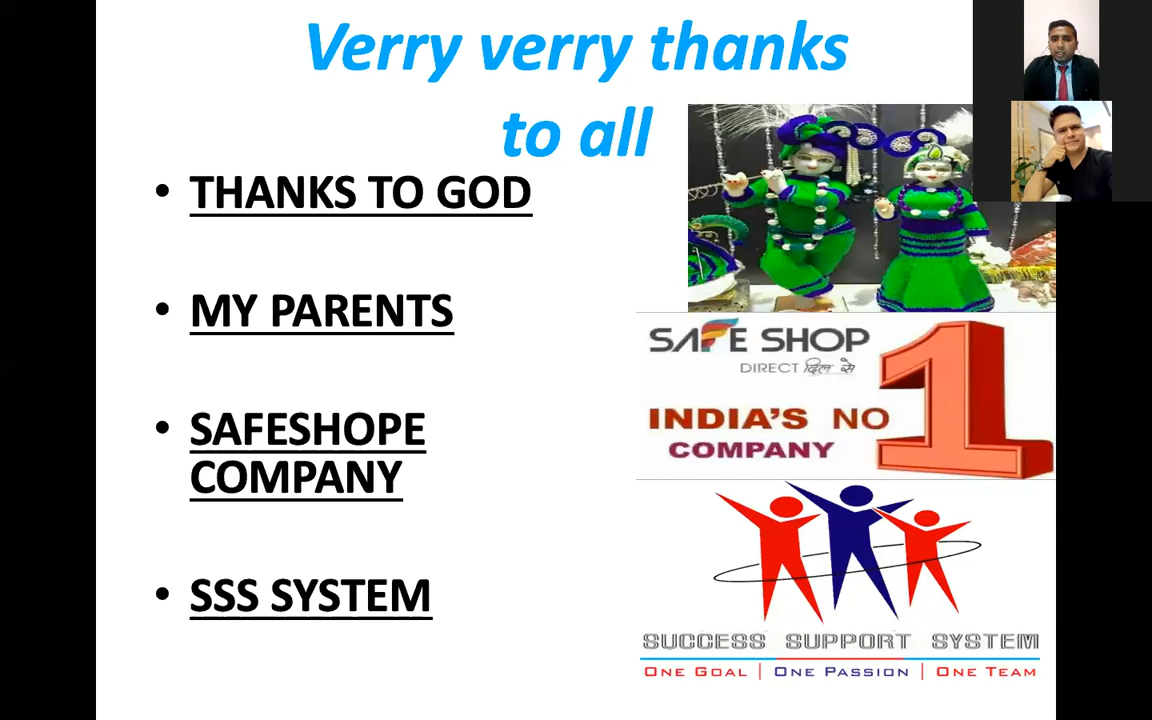 Verry verry thanks
to all
• THANKS TO GOD
• MY PARENTS
• SAFESHOPE
COMPANY
• SSS SYSTEM
SAFE SHOP
DIRECT दिल से
INDIA'S NO 1
COMPANY
SUCCESS SUPPORT SYSTEM
ONE GOAL | ONE PASSION | ONE TEAM